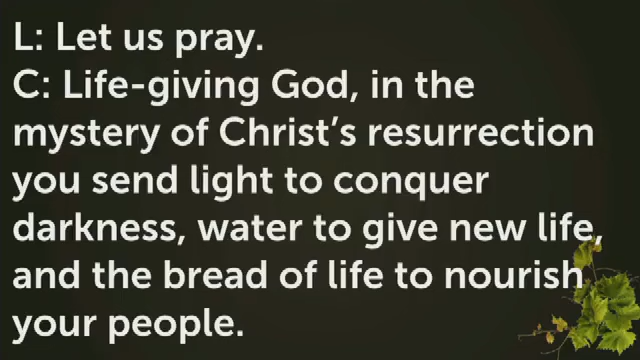 L: Let us pray.
C: Life-giving God, in the
mystery of Christ’s resurrection
you send light to conquer
darkness, water to give new life,
and the bread of life to nourish
your people.